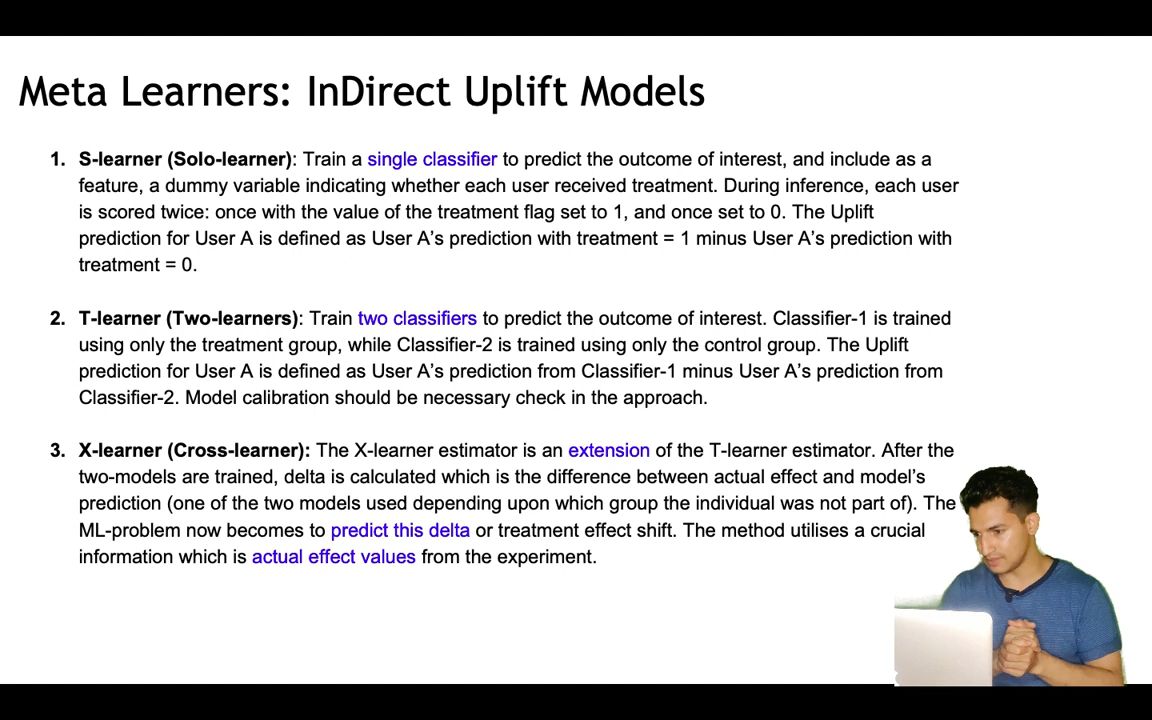 Meta Learners: InDirect Uplift Models
1. S-learner (Solo-learner): Train a single classifier to predict the outcome of interest, and include as a
feature, a dummy variable indicating whether each user received treatment. During inference, each user
is scored twice: once with the value of the treatment flag set to 1, and once set to 0. The Uplift
prediction for User A is defined as User A’s prediction with treatment = 1 minus User A’s prediction with
treatment = 0.
2. T-learner (Two-learners): Train two classifiers to predict the outcome of interest. Classifier-1 is trained
using only the treatment group, while Classifier-2 is trained using only the control group. The Uplift
prediction for User A is defined as User A’s prediction from Classifier-1 minus User A’s prediction from
Classifier-2. Model calibration should be necessary check in the approach.
3. X-learner (Cross-learner): The X-learner estimator is an extension of the T-learner estimator. After the
two-models are trained, delta is calculated which is the difference between actual effect and model’s
prediction (one of the two models used depending upon which group the individual was not part of). The
ML-problem now becomes to predict this delta or treatment effect shift. The method utilises a crucial
information which is actual effect values from the experiment.